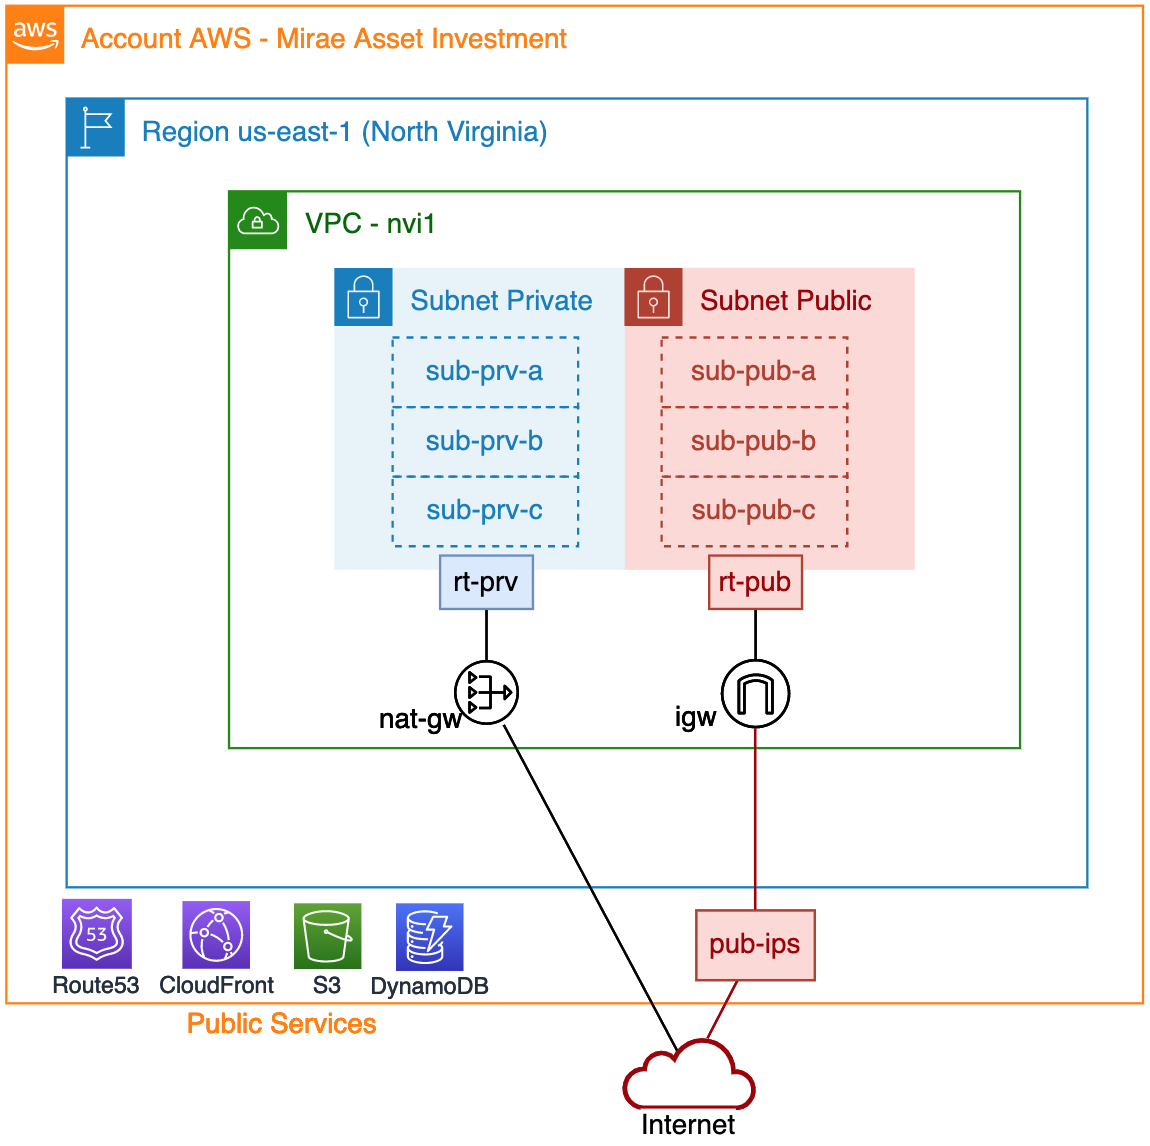 aws
Account AWS - Mirae Asset Investment
Region us-east-1 (North Virginia)
VPC - nvi1
Subnet Private
Subnet Public
sub-prv-a
sub-pub-a
sub-prv-b
sub-pub-b
sub-prv-c
sub-pub-c
rt-prv
rt-pub
nat-gw
igw
53
pub-ips
Route53
CloudFront
S3
DynamoDB
Public Services
Internet